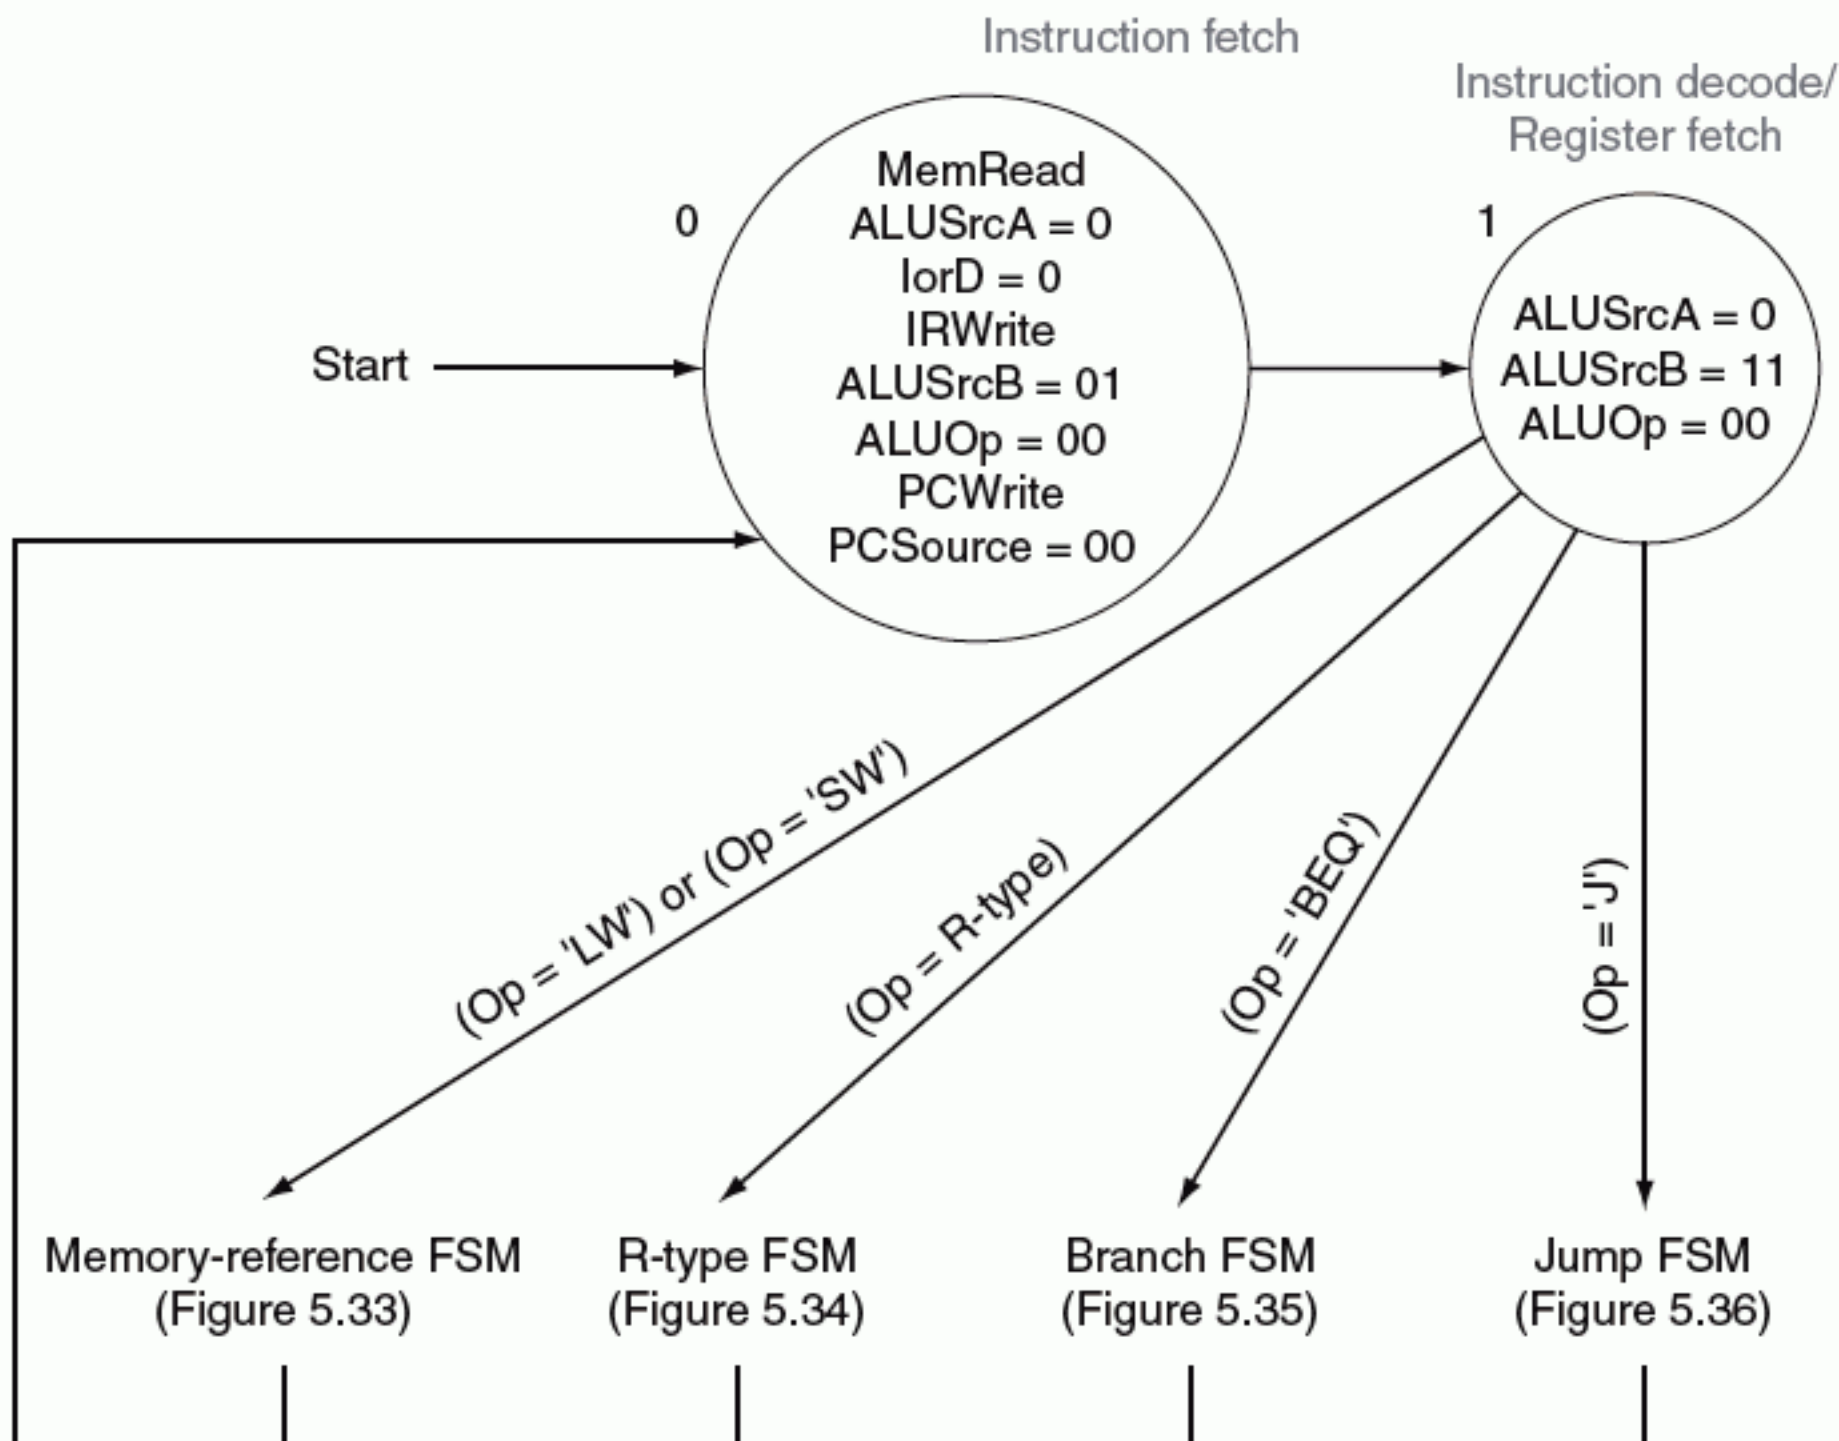 Instruction fetch
Instruction decode/
Register fetch
0
MemRead
ALUSrcA = 0
IorD = 0
IRWrite
ALUSrcB = 01
ALUOp = 00
PCWrite
PCSource = 00
1
ALUSrcA = 0
ALUSrcB = 11
ALUOp = 00
Start
(Op = 'LW') or (Op = 'SW')
(Op = R-type)
(Op = 'BEQ')
(Op = 'J')
Memory-reference FSM
(Figure 5.33)
R-type FSM
(Figure 5.34)
Branch FSM
(Figure 5.35)
Jump FSM
(Figure 5.36)